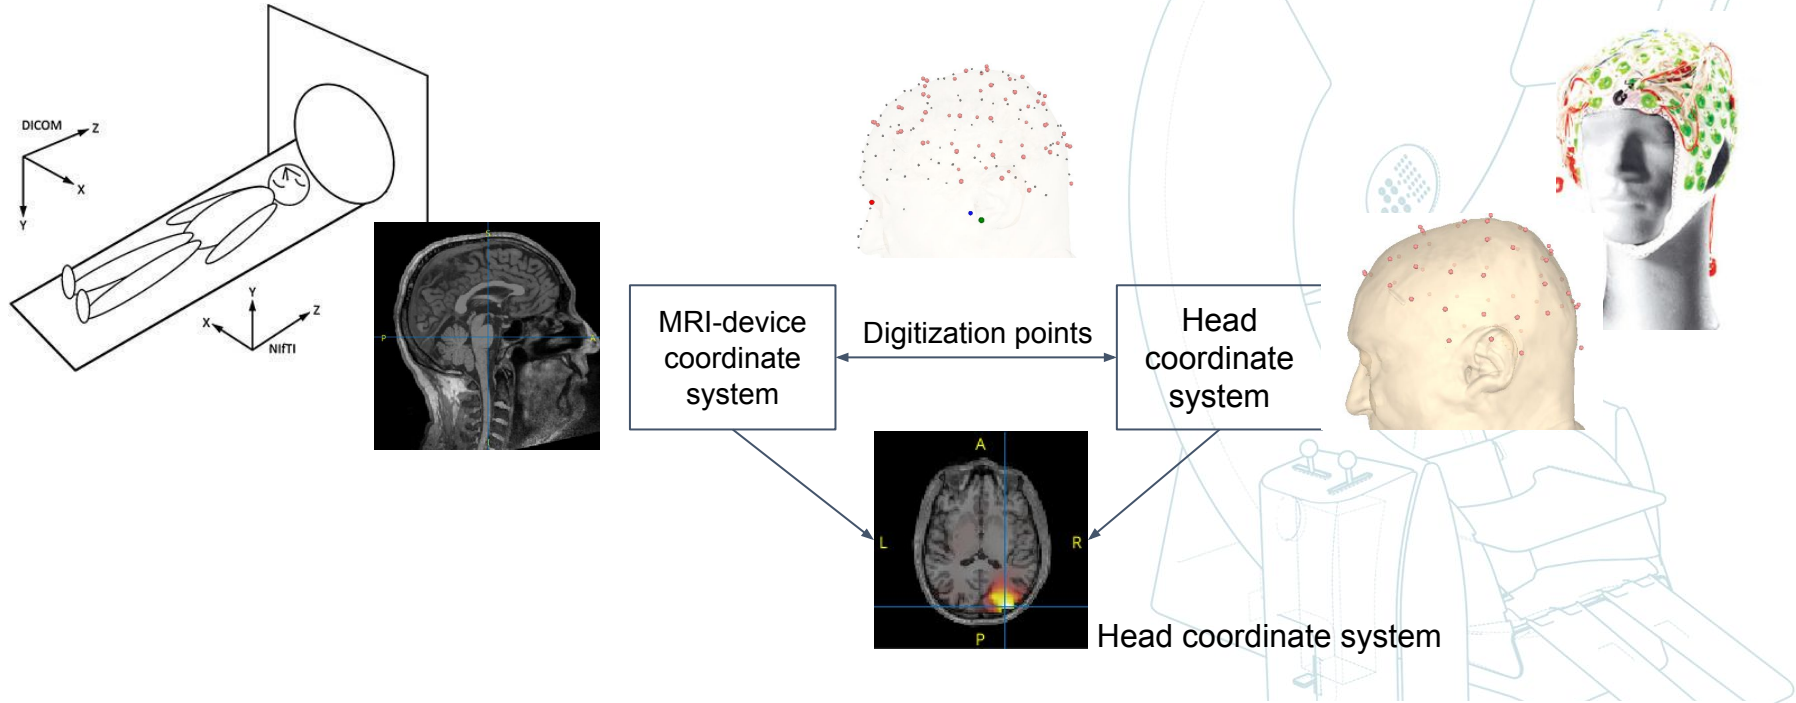 DICOM
Z
X
Y
Y
X
Z
NIfTI
S
P
A
I
MRI-device
coordinate
system
Digitization points
Head
coordinate
system
A
L
R
P
Head coordinate system